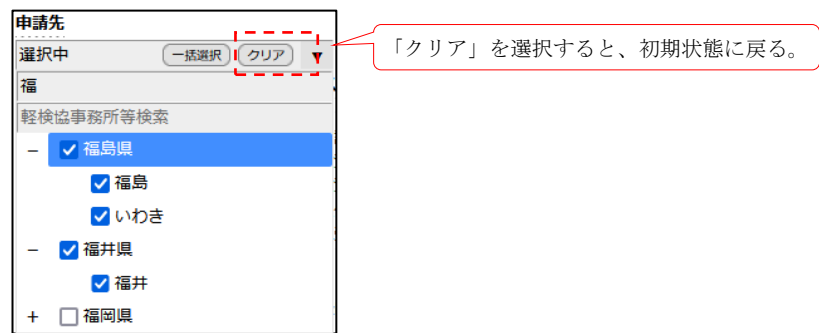 申請先
選択中 一括選択 クリア ▼
「クリア」を選択すると、初期状態に戻る。
福
軽検協事務所等検索
− 福島県
福島
いわき
− 福井県
福井
+ 福岡県